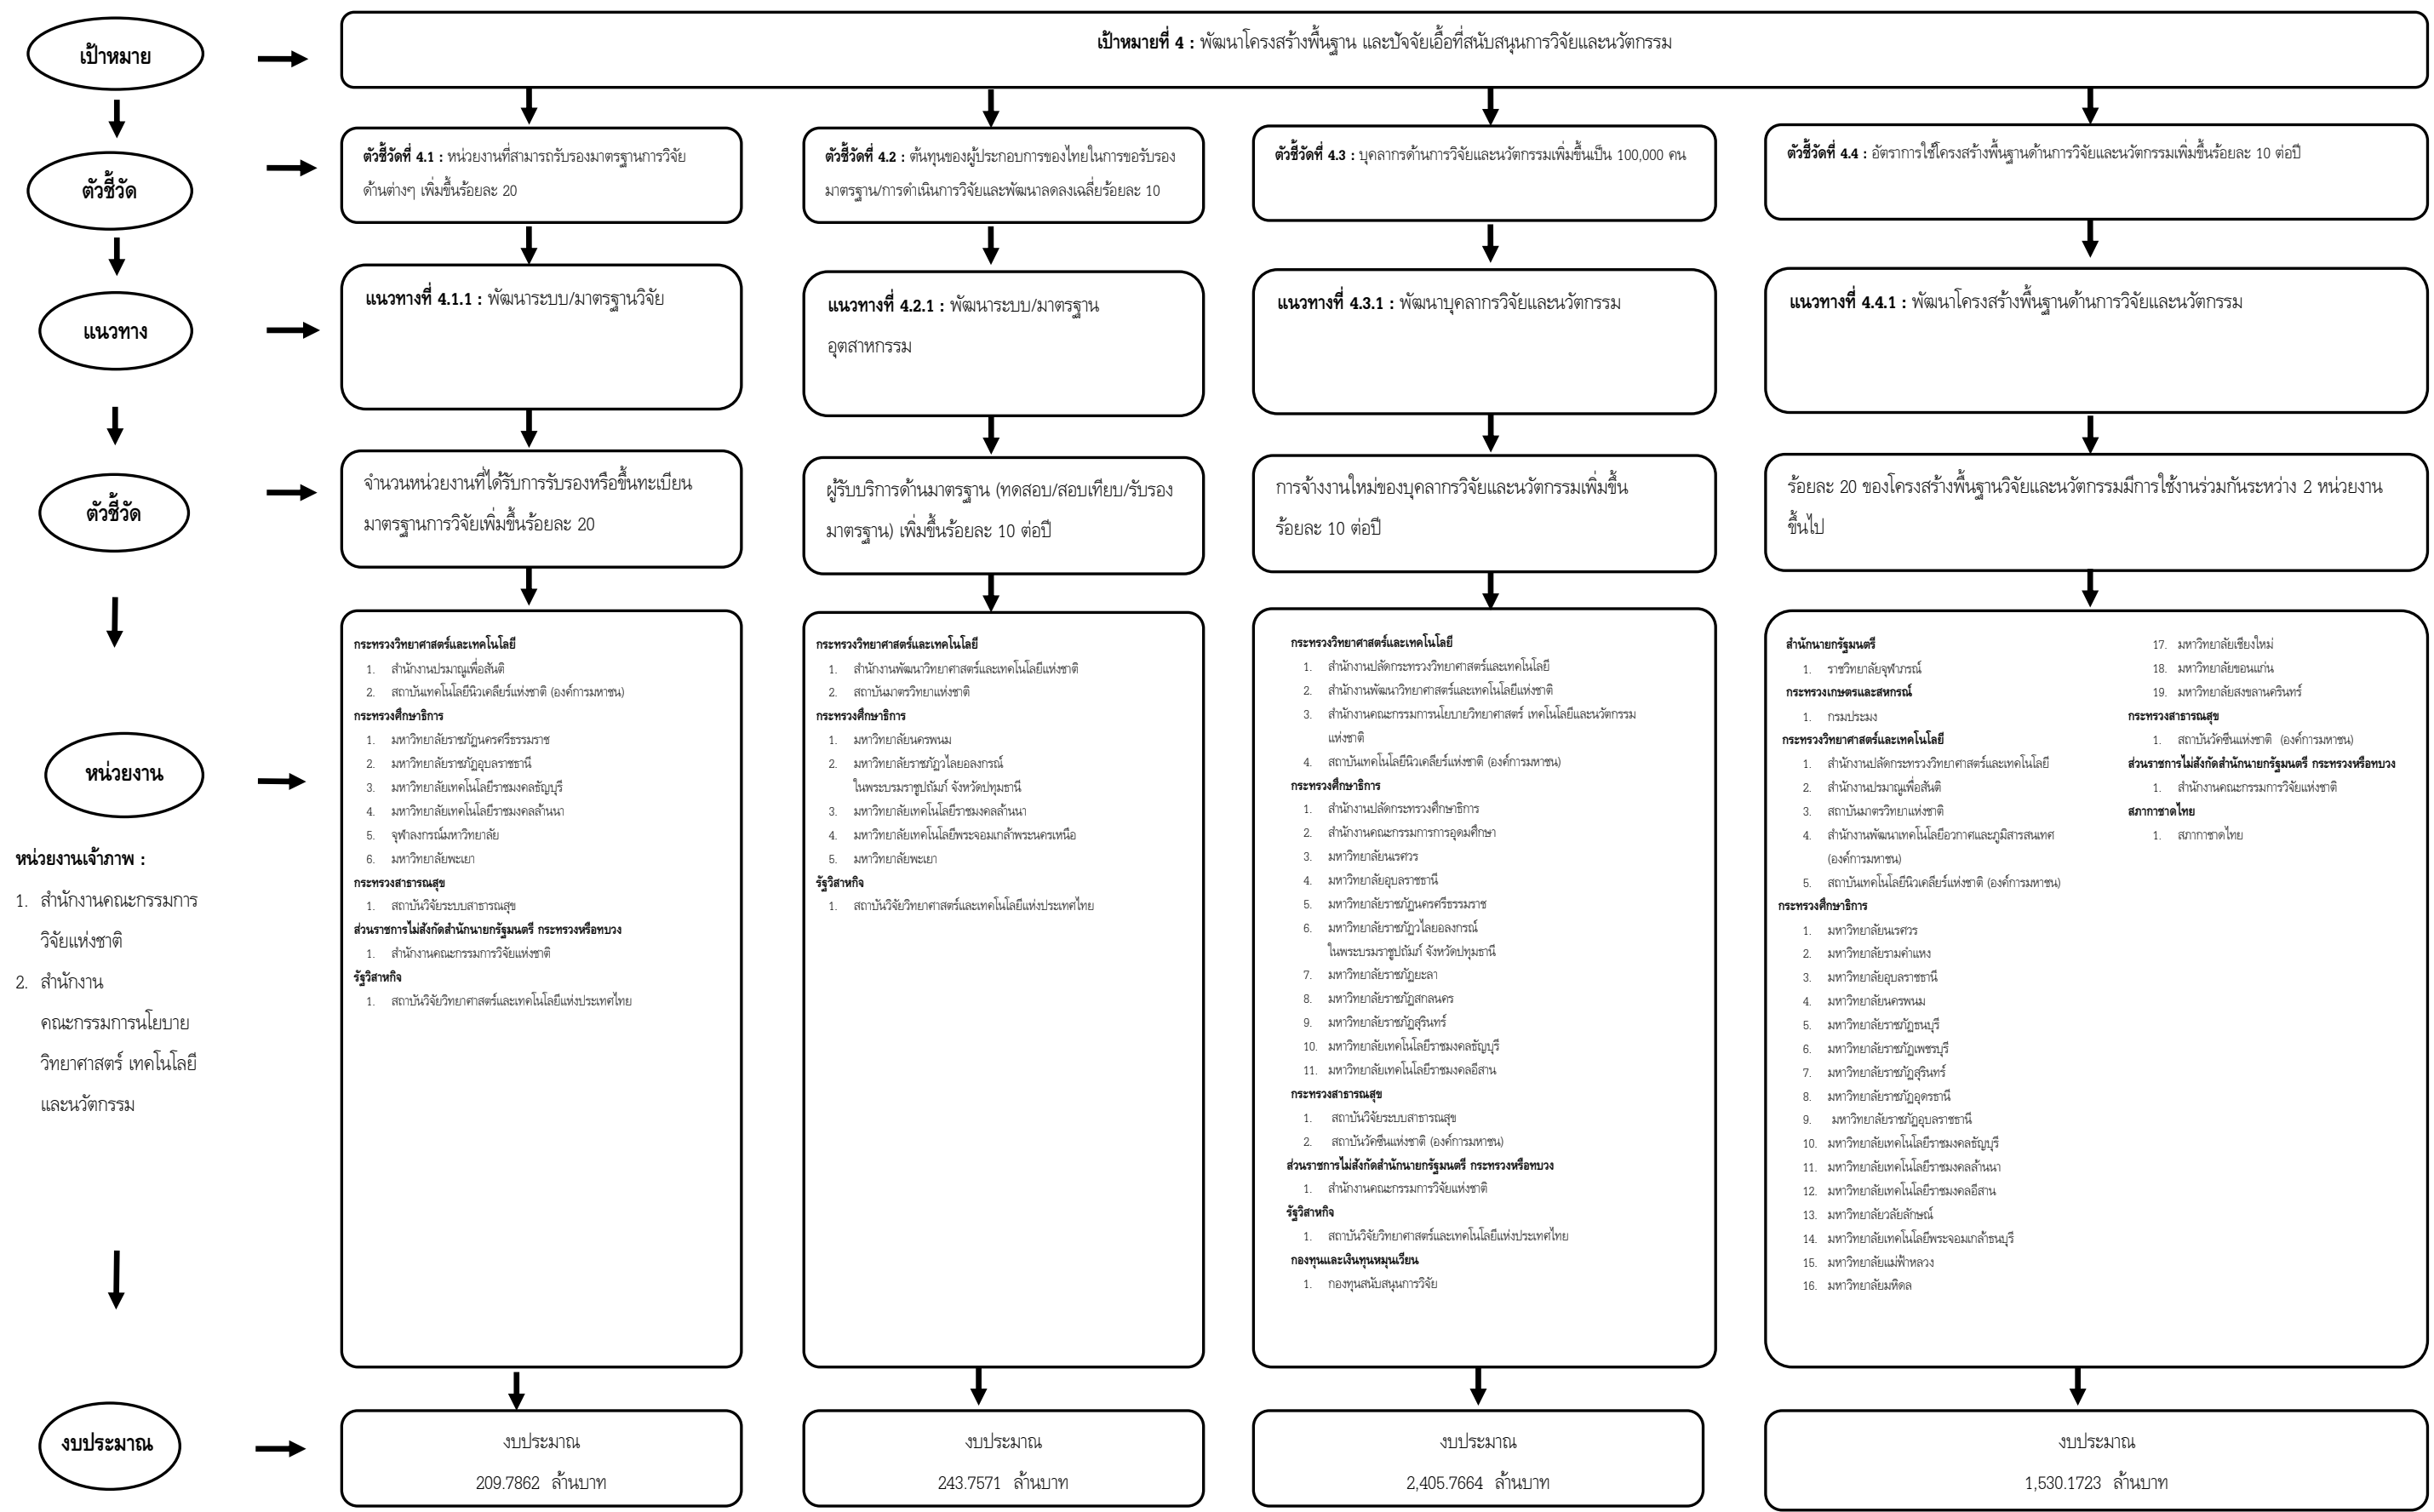 เป้าหมาย
เป้าหมายที่ 4 : พัฒนาโครงสร้างพื้นฐาน และปัจจัยเอื้อที่สนับสนุนการวิจัยและนวัตกรรม
ตัวชี้วัด
ตัวชี้วัดที่ 4.1 : หน่วยงานที่สามารถรับรองมาตรฐานการวิจัย
ด้านต่างๆ เพิ่มขึ้นร้อยละ 20
ตัวชี้วัดที่ 4.2 : ต้นทุนของผู้ประกอบการของไทยในการขอรับรอง
มาตรฐาน/การดำเนินการวิจัยและพัฒนาลดลงเฉลี่ยร้อยละ 10
ตัวชี้วัดที่ 4.3 : บุคลากรด้านการวิจัยและนวัตกรรมเพิ่มขึ้นเป็น 100,000 คน
ตัวชี้วัดที่ 4.4 : อัตราการใช้โครงสร้างพื้นฐานด้านการวิจัยและนวัตกรรมเพิ่มขึ้นร้อยละ 10 ต่อปี
แนวทาง
แนวทางที่ 4.1.1 : พัฒนาระบบ/มาตรฐานวิจัย
แนวทางที่ 4.2.1 : พัฒนาระบบ/มาตรฐาน
อุตสาหกรรม
แนวทางที่ 4.3.1 : พัฒนาบุคลากรวิจัยและนวัตกรรม
แนวทางที่ 4.4.1 : พัฒนาโครงสร้างพื้นฐานด้านการวิจัยและนวัตกรรม
ตัวชี้วัด
จำนวนหน่วยงานที่ได้รับการรับรองหรือขึ้นทะเบียน
มาตรฐานการวิจัยเพิ่มขึ้นร้อยละ 20
ผู้รับบริการด้านมาตรฐาน (ทดสอบ/สอบเทียบ/รับรอง
มาตรฐาน) เพิ่มขึ้นร้อยละ 10 ต่อปี
การจ้างงานใหม่ของบุคลากรวิจัยและนวัตกรรมเพิ่มขึ้น
ร้อยละ 10 ต่อปี
ร้อยละ 20 ของโครงสร้างพื้นฐานวิจัยและนวัตกรรมมีการใช้งานร่วมกันระหว่าง 2 หน่วยงาน
ขึ้นไป
หน่วยงาน
หน่วยงานเจ้าภาพ :
1. สำนักงานคณะกรรมการ
วิจัยแห่งชาติ
2. สำนักงาน
คณะกรรมการนโยบาย
วิทยาศาสตร์ เทคโนโลยี
และนวัตกรรม
กระทรวงวิทยาศาสตร์และเทคโนโลยี
1. สำนักงานปรมาณูเพื่อสันติ
2. สถาบันเทคโนโลยีนิวเคลียร์แห่งชาติ (องค์การมหาชน)
กระทรวงศึกษาธิการ
1. มหาวิทยาลัยราชภัฏนครศรีธรรมราช
2. มหาวิทยาลัยราชภัฏอุบลราชธานี
3. มหาวิทยาลัยเทคโนโลยีราชมงคลธัญบุรี
4. มหาวิทยาลัยเทคโนโลยีราชมงคลล้านนา
5. จุฬาลงกรณ์มหาวิทยาลัย
6. มหาวิทยาลัยพะเยา
กระทรวงสาธารณสุข
1. สถาบันวิจัยระบบสาธารณสุข
ส่วนราชการไม่สังกัดสำนักนายกรัฐมนตรี กระทรวงหรือทบวง
1. สำนักงานคณะกรรมการวิจัยแห่งชาติ
รัฐวิสาหกิจ
1. สถาบันวิจัยวิทยาศาสตร์และเทคโนโลยีแห่งประเทศไทย
กระทรวงวิทยาศาสตร์และเทคโนโลยี
1. สำนักงานพัฒนาวิทยาศาสตร์และเทคโนโลยีแห่งชาติ
2. สถาบันมาตรวิทยาแห่งชาติ
กระทรวงศึกษาธิการ
1. มหาวิทยาลัยนครพนม
2. มหาวิทยาลัยราชภัฏวไลยอลงกรณ์
ในพระบรมราชูปถัมภ์ จังหวัดปทุมธานี
3. มหาวิทยาลัยเทคโนโลยีราชมงคลล้านนา
4. มหาวิทยาลัยเทคโนโลยีพระจอมเกล้าพระนครเหนือ
5. มหาวิทยาลัยพะเยา
รัฐวิสาหกิจ
1. สถาบันวิจัยวิทยาศาสตร์และเทคโนโลยีแห่งประเทศไทย
กระทรวงวิทยาศาสตร์และเทคโนโลยี
1. สำนักงานปลัดกระทรวงวิทยาศาสตร์และเทคโนโลยี
2. สำนักงานพัฒนาวิทยาศาสตร์และเทคโนโลยีแห่งชาติ
3. สำนักงานคณะกรรมการนโยบายวิทยาศาสตร์ เทคโนโลยีและนวัตกรรม
แห่งชาติ
4. สถาบันเทคโนโลยีนิวเคลียร์แห่งชาติ (องค์การมหาชน)
กระทรวงศึกษาธิการ
1. สำนักงานปลัดกระทรวงศึกษาธิการ
2. สำนักงานคณะกรรมการการอุดมศึกษา
3. มหาวิทยาลัยนเรศวร
4. มหาวิทยาลัยอุบลราชธานี
5. มหาวิทยาลัยราชภัฏนครศรีธรรมราช
6. มหาวิทยาลัยราชภัฏวไลยอลงกรณ์
ในพระบรมราชูปถัมภ์ จังหวัดปทุมธานี
7. มหาวิทยาลัยราชภัฏยะลา
8. มหาวิทยาลัยราชภัฏสกลนคร
9. มหาวิทยาลัยราชภัฏสุรินทร์
10. มหาวิทยาลัยเทคโนโลยีราชมงคลธัญบุรี
11. มหาวิทยาลัยเทคโนโลยีราชมงคลอีสาน
กระทรวงสาธารณสุข
1. สถาบันวิจัยระบบสาธารณสุข
2. สถาบันวัคซีนแห่งชาติ (องค์การมหาชน)
ส่วนราชการไม่สังกัดสำนักนายกรัฐมนตรี กระทรวงหรือทบวง
1. สำนักงานคณะกรรมการวิจัยแห่งชาติ
รัฐวิสาหกิจ
1. สถาบันวิจัยวิทยาศาสตร์และเทคโนโลยีแห่งประเทศไทย
กองทุนและเงินทุนหมุนเวียน
1. กองทุนสนับสนุนการวิจัย
สำนักนายกรัฐมนตรี
1. ราชวิทยาลัยจุฬาภรณ์
กระทรวงเกษตรและสหกรณ์
1. กรมประมง
กระทรวงวิทยาศาสตร์และเทคโนโลยี
1. สำนักงานปลัดกระทรวงวิทยาศาสตร์และเทคโนโลยี
2. สำนักงานปรมาณูเพื่อสันติ
3. สถาบันมาตรวิทยาแห่งชาติ
4. สำนักงานพัฒนาเทคโนโลยีอวกาศและภูมิสารสนเทศ
(องค์การมหาชน)
5. สถาบันเทคโนโลยีนิวเคลียร์แห่งชาติ (องค์การมหาชน)
กระทรวงศึกษาธิการ
1. มหาวิทยาลัยนเรศวร
2. มหาวิทยาลัยรามคำแหง
3. มหาวิทยาลัยอุบลราชธานี
4. มหาวิทยาลัยนครพนม
5. มหาวิทยาลัยราชภัฏธนบุรี
6. มหาวิทยาลัยราชภัฏเพชรบุรี
7. มหาวิทยาลัยราชภัฏสุรินทร์
8. มหาวิทยาลัยราชภัฏอุดรธานี
9. มหาวิทยาลัยราชภัฏอุบลราชธานี
10. มหาวิทยาลัยเทคโนโลยีราชมงคลธัญบุรี
11. มหาวิทยาลัยเทคโนโลยีราชมงคลล้านนา
12. มหาวิทยาลัยเทคโนโลยีราชมงคลอีสาน
13. มหาวิทยาลัยวลัยลักษณ์
14. มหาวิทยาลัยเทคโนโลยีพระจอมเกล้าธนบุรี
15. มหาวิทยาลัยแม่ฟ้าหลวง
16. มหาวิทยาลัยมหิดล
17. มหาวิทยาลัยเชียงใหม่
18. มหาวิทยาลัยขอนแก่น
19. มหาวิทยาลัยสงขลานครินทร์
กระทรวงสาธารณสุข
1. สถาบันวัคซีนแห่งชาติ (องค์การมหาชน)
ส่วนราชการไม่สังกัดสำนักนายกรัฐมนตรี กระทรวงหรือทบวง
1. สำนักงานคณะกรรมการวิจัยแห่งชาติ
สภากาชาดไทย
1. สภากาชาดไทย
งบประมาณ
งบประมาณ
209.7862 ล้านบาท
งบประมาณ
243.7571 ล้านบาท
งบประมาณ
2,405.7664 ล้านบาท
งบประมาณ
1,530.1723 ล้านบาท